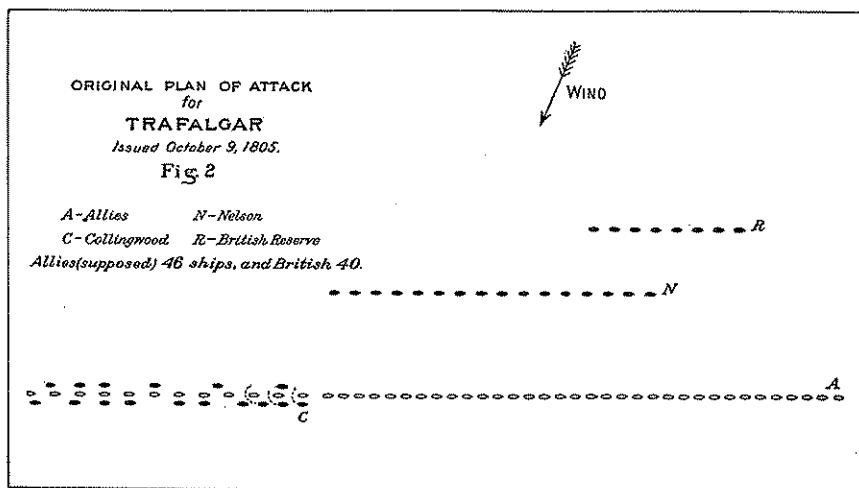 ORIGINAL PLAN OF ATTACK
for
TRAFALGAR
Issued October 9, 1805.
Fig. 2
WIND
A-Allies N-Nelson
C-Collingwood R-British Reserve
Allies (supposed) 46 ships, and British 40.
R
N
A
C